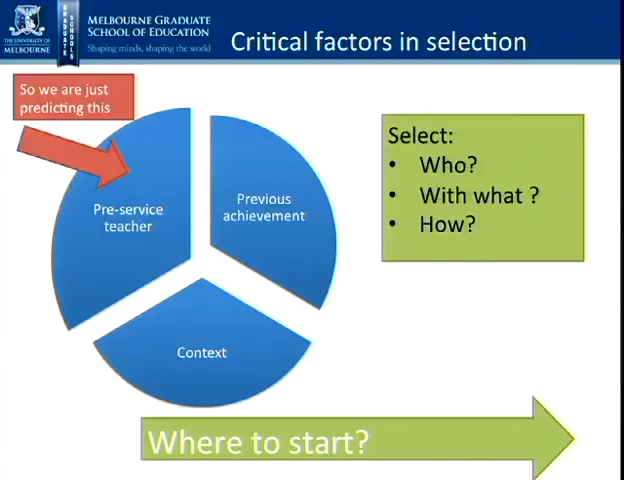 THE UNIVERSITY OF
MELBOURNE
GRADUATE
SCHOOLS
MELBOURNE GRADUATE
SCHOOL OF EDUCATION
Shaping minds, shaping the world
Critical factors in selection
So we are just
predicting this
Pre-service
teacher
Previous
achievement
Context
Select:
• Who?
• With what ?
• How?
Where to start?